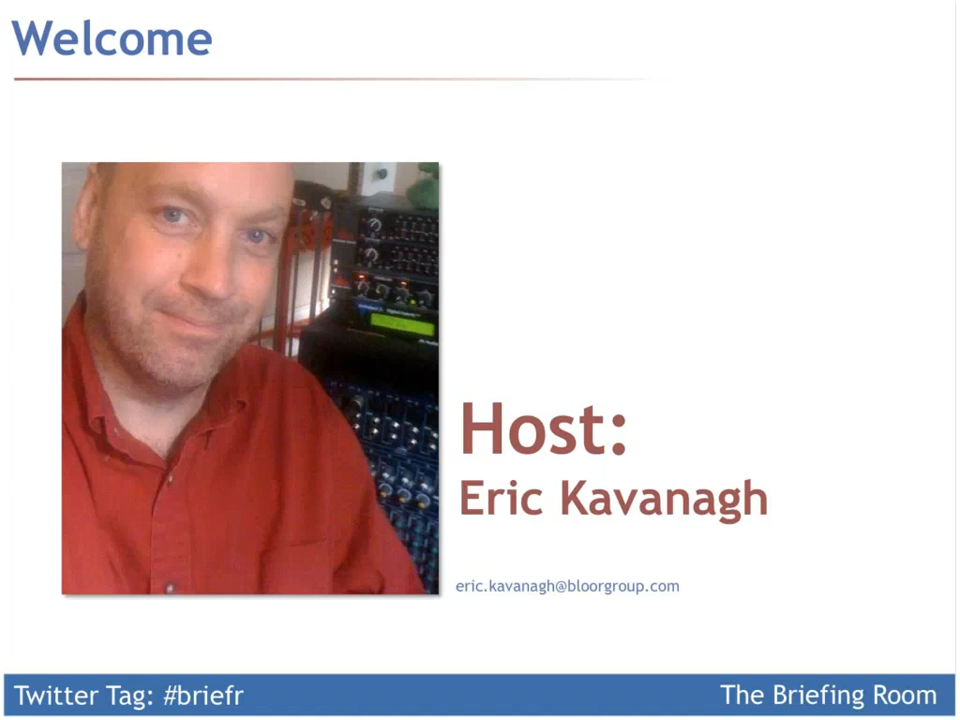 Welcome
Host:
Eric Kavanagh
eric.kavanagh@bloorgroup.com
Twitter Tag: #briefr
The Briefing Room